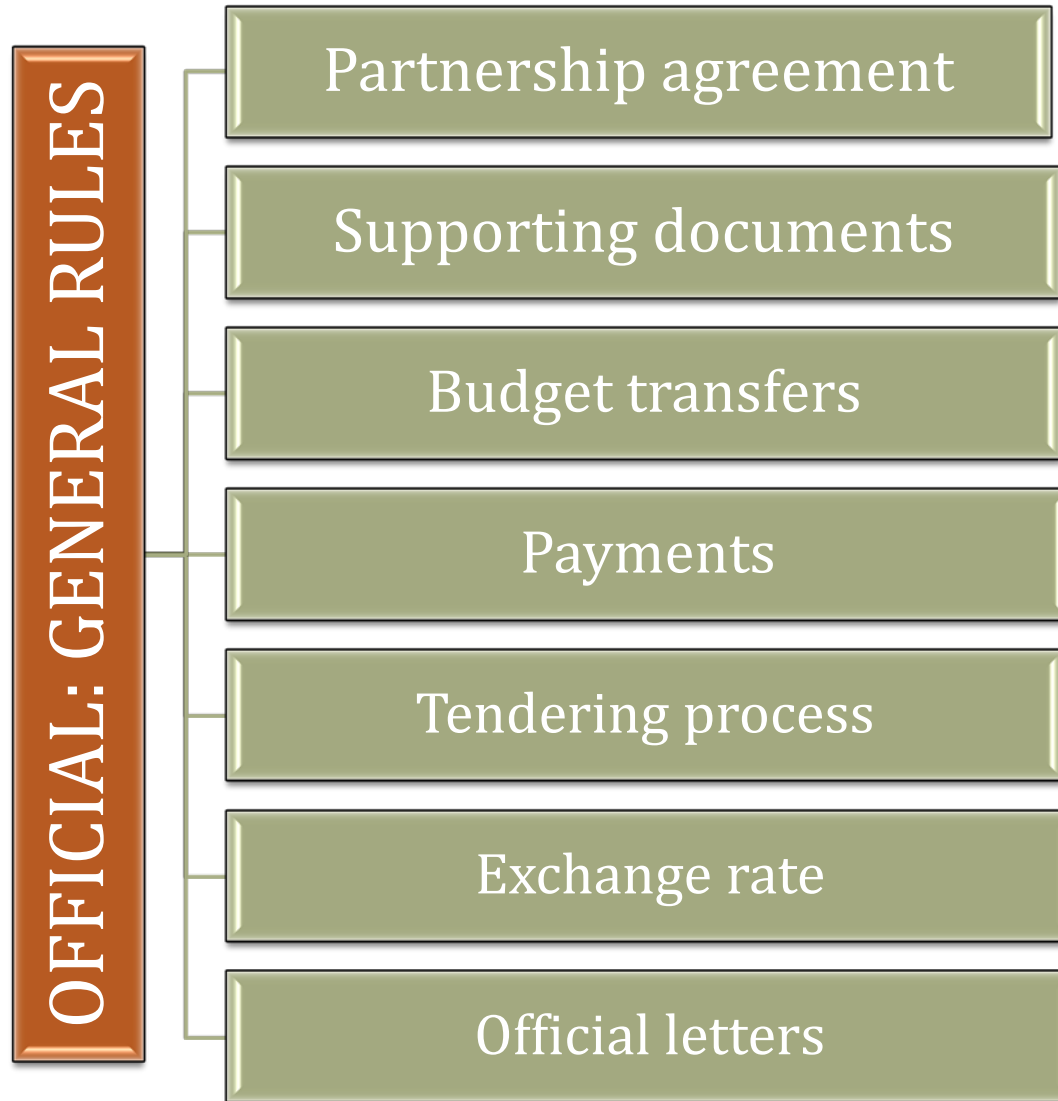 OFFICIAL: GENERAL RULES
Partnership agreement
Supporting documents
Budget transfers
Payments
Tendering process
Exchange rate
Official letters